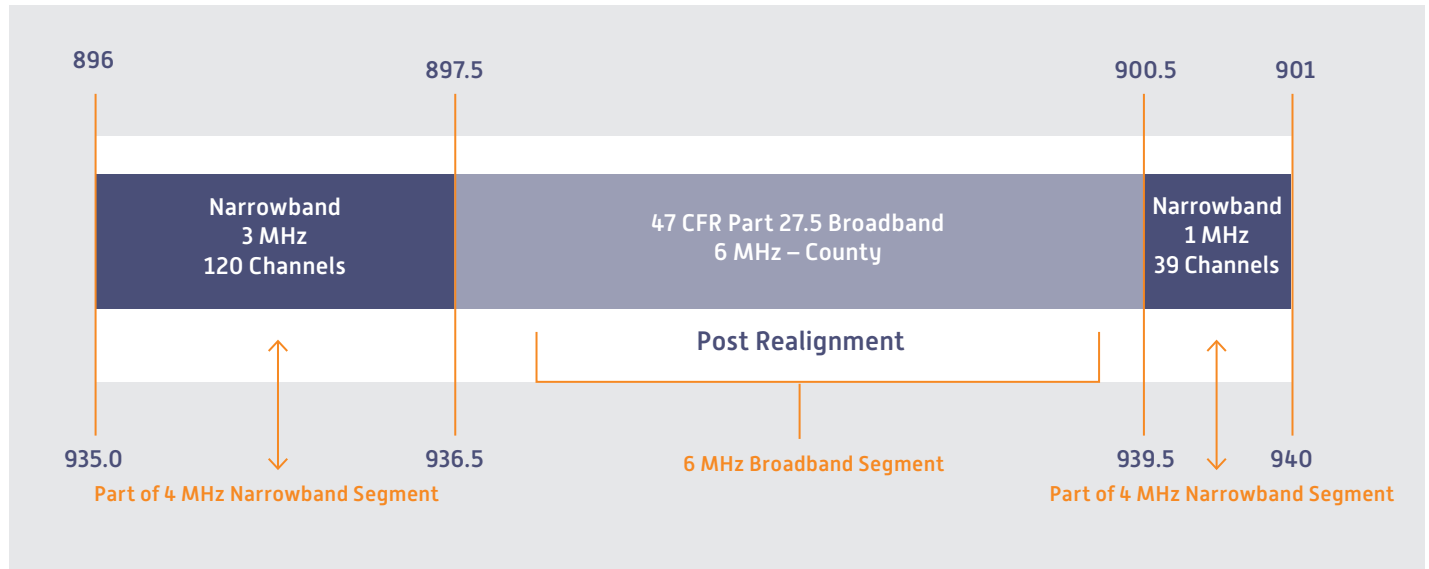 896
897.5
900.5
901
Narrowband
3 MHz
120 Channels
47 CFR Part 27.5 Broadband
6 MHz – County
Narrowband
1 MHz
39 Channels
Post Realignment
935.0
936.5
6 MHz Broadband Segment
939.5
940
Part of 4 MHz Narrowband Segment
Part of 4 MHz Narrowband Segment